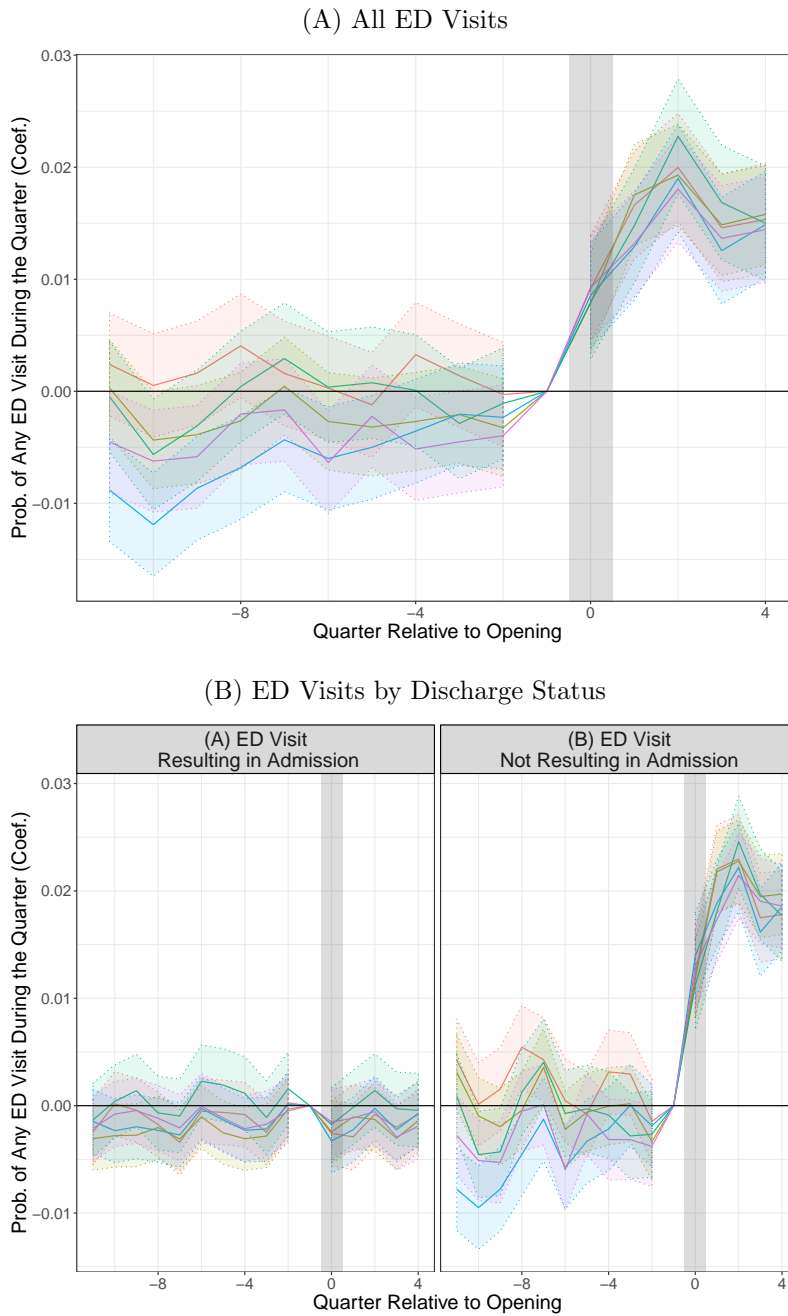 (A) All ED Visits
Prob. of Any ED Visit During the Quarter (Coef.)
0.03
0.02
0.01
0.00
−0.01
−8
−4
0
4
Quarter Relative to Opening
(B) ED Visits by Discharge Status
(A) ED Visit
Resulting in Admission
(B) ED Visit
Not Resulting in Admission
Prob. of Any ED Visit During the Quarter (Coef.)
0.03
0.02
0.01
0.00
−0.01
−8
−4
0
4
−8
−4
0
4
Quarter Relative to Opening